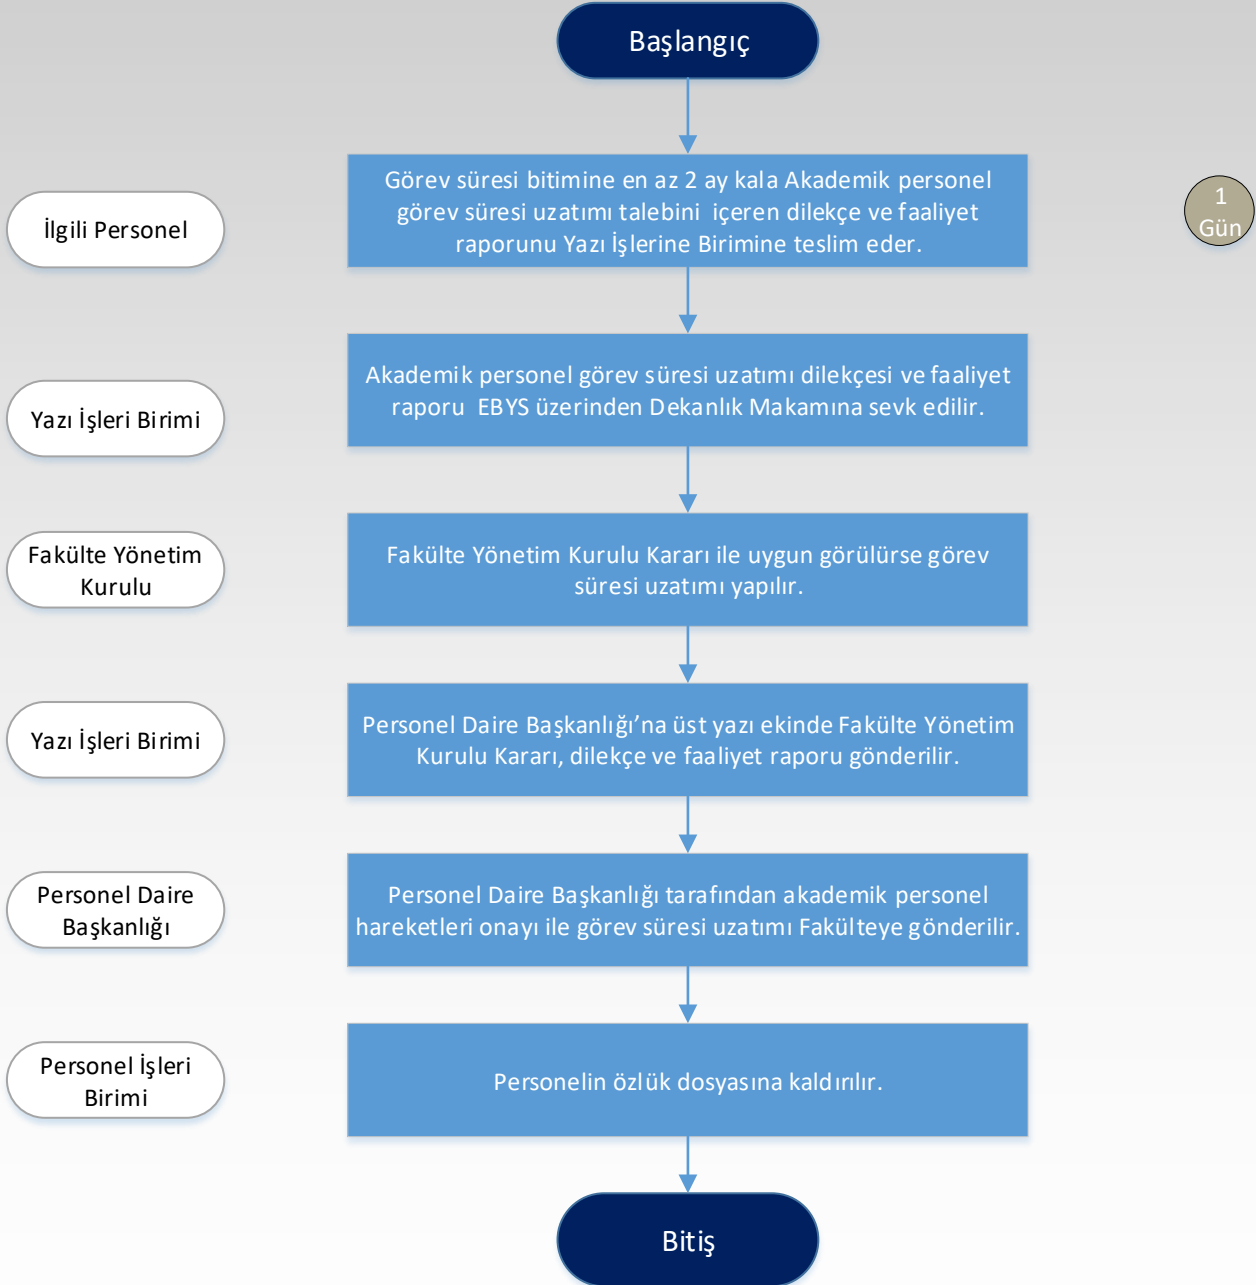 Başlangıç
İlgili Personel
Görev süresi bitimine en az 2 ay kala Akademik personel
görev süresi uzatımı talebini içeren dilekçe ve faaliyet
raporunu Yazı İşlerine Birimine teslim eder.
1
Gün
Yazı İşleri Birimi
Akademik personel görev süresi uzatımı dilekçesi ve faaliyet
raporu EBYS üzerinden Dekanlık Makamına sevk edilir.
Fakülte Yönetim
Kurulu
Fakülte Yönetim Kurulu Kararı ile uygun görülürse görev
süresi uzatımı yapılır.
Yazı İşleri Birimi
Personel Daire Başkanlığı’na üst yazı ekinde Fakülte Yönetim
Kurulu Kararı, dilekçe ve faaliyet raporu gönderilir.
Personel Daire
Başkanlığı
Personel Daire Başkanlığı tarafından akademik personel
hareketleri onayı ile görev süresi uzatımı Fakülteye gönderilir.
Personel İşleri
Birimi
Personelin özlük dosyasına kaldırılır.
Bitiş